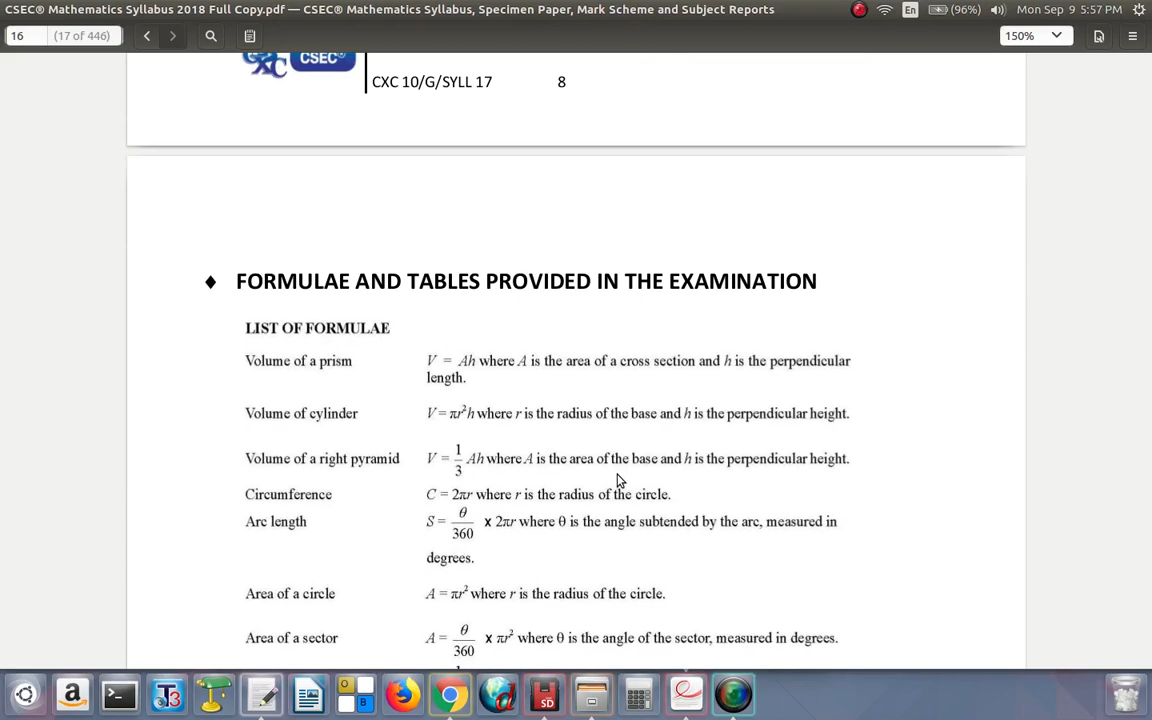 CSEC® Mathematics Syllabus 2018 Full Copy.pdf — CSEC® Mathematics Syllabus, Specimen Paper, Mark Scheme and Subject Reports
En
(96%)
Mon Sep 9 5:57PM
16 (17 of 446)
150%
CXC CSEC®
CXC 10/G/SYLL 17 8
♦ FORMULAE AND TABLES PROVIDED IN THE EXAMINATION
LIST OF FORMULAE
Volume of a prism V = Ah where A is the area of a cross section and h is the perpendicular
length.
Volume of cylinder V = πr²h where r is the radius of the base and h is the perpendicular height.
Volume of a right pyramid V = 1/3 Ah where A is the area of the base and h is the perpendicular height.
Circumference C = 2πr where r is the radius of the circle.
Arc length S = θ/360 x 2πr where θ is the angle subtended by the arc, measured in
degrees.
Area of a circle A = πr² where r is the radius of the circle.
Area of a sector A = θ/360 x πr² where θ is the angle of the sector, measured in degrees.